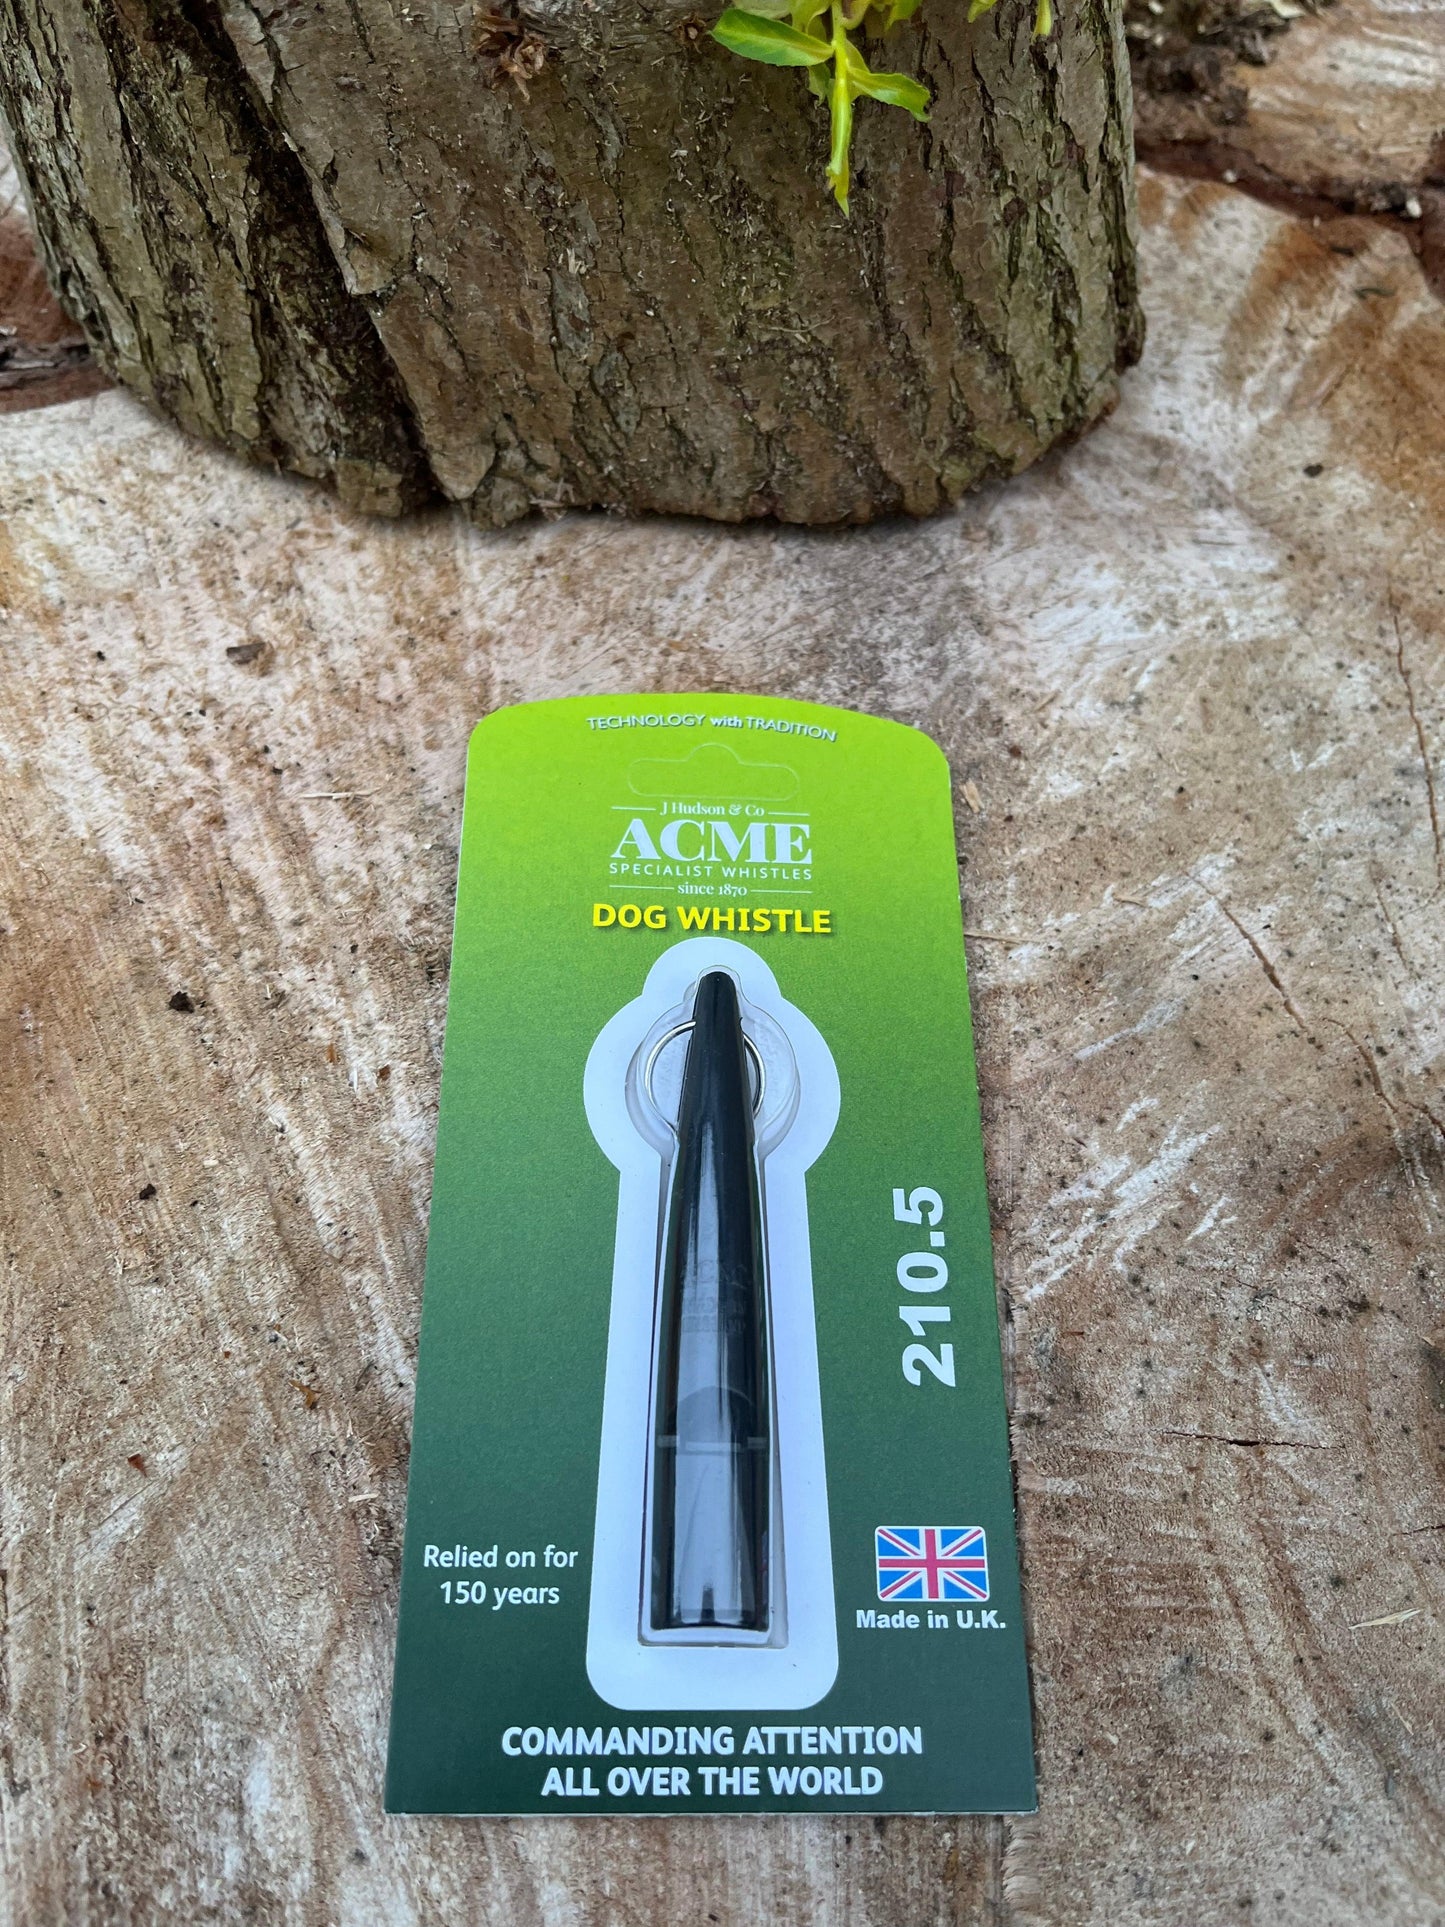 TECHNOLOGY with TRADITION
J Hudson & Co
ACME
SPECIALIST WHISTLES
since 1870
DOG WHISTLE
210.5
Relied on for
150 years
Made in U.K.
COMMANDING ATTENTION
ALL OVER THE WORLD